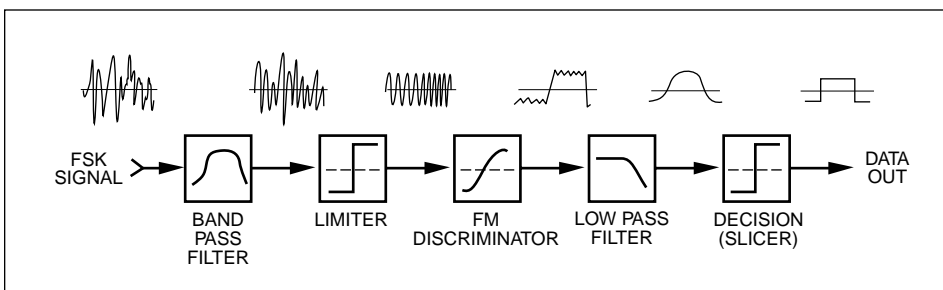 FSK
SIGNAL
BAND
PASS
FILTER
LIMITER
FM
DISCRIMINATOR
LOW PASS
FILTER
DECISION
(SLICER)
DATA
OUT